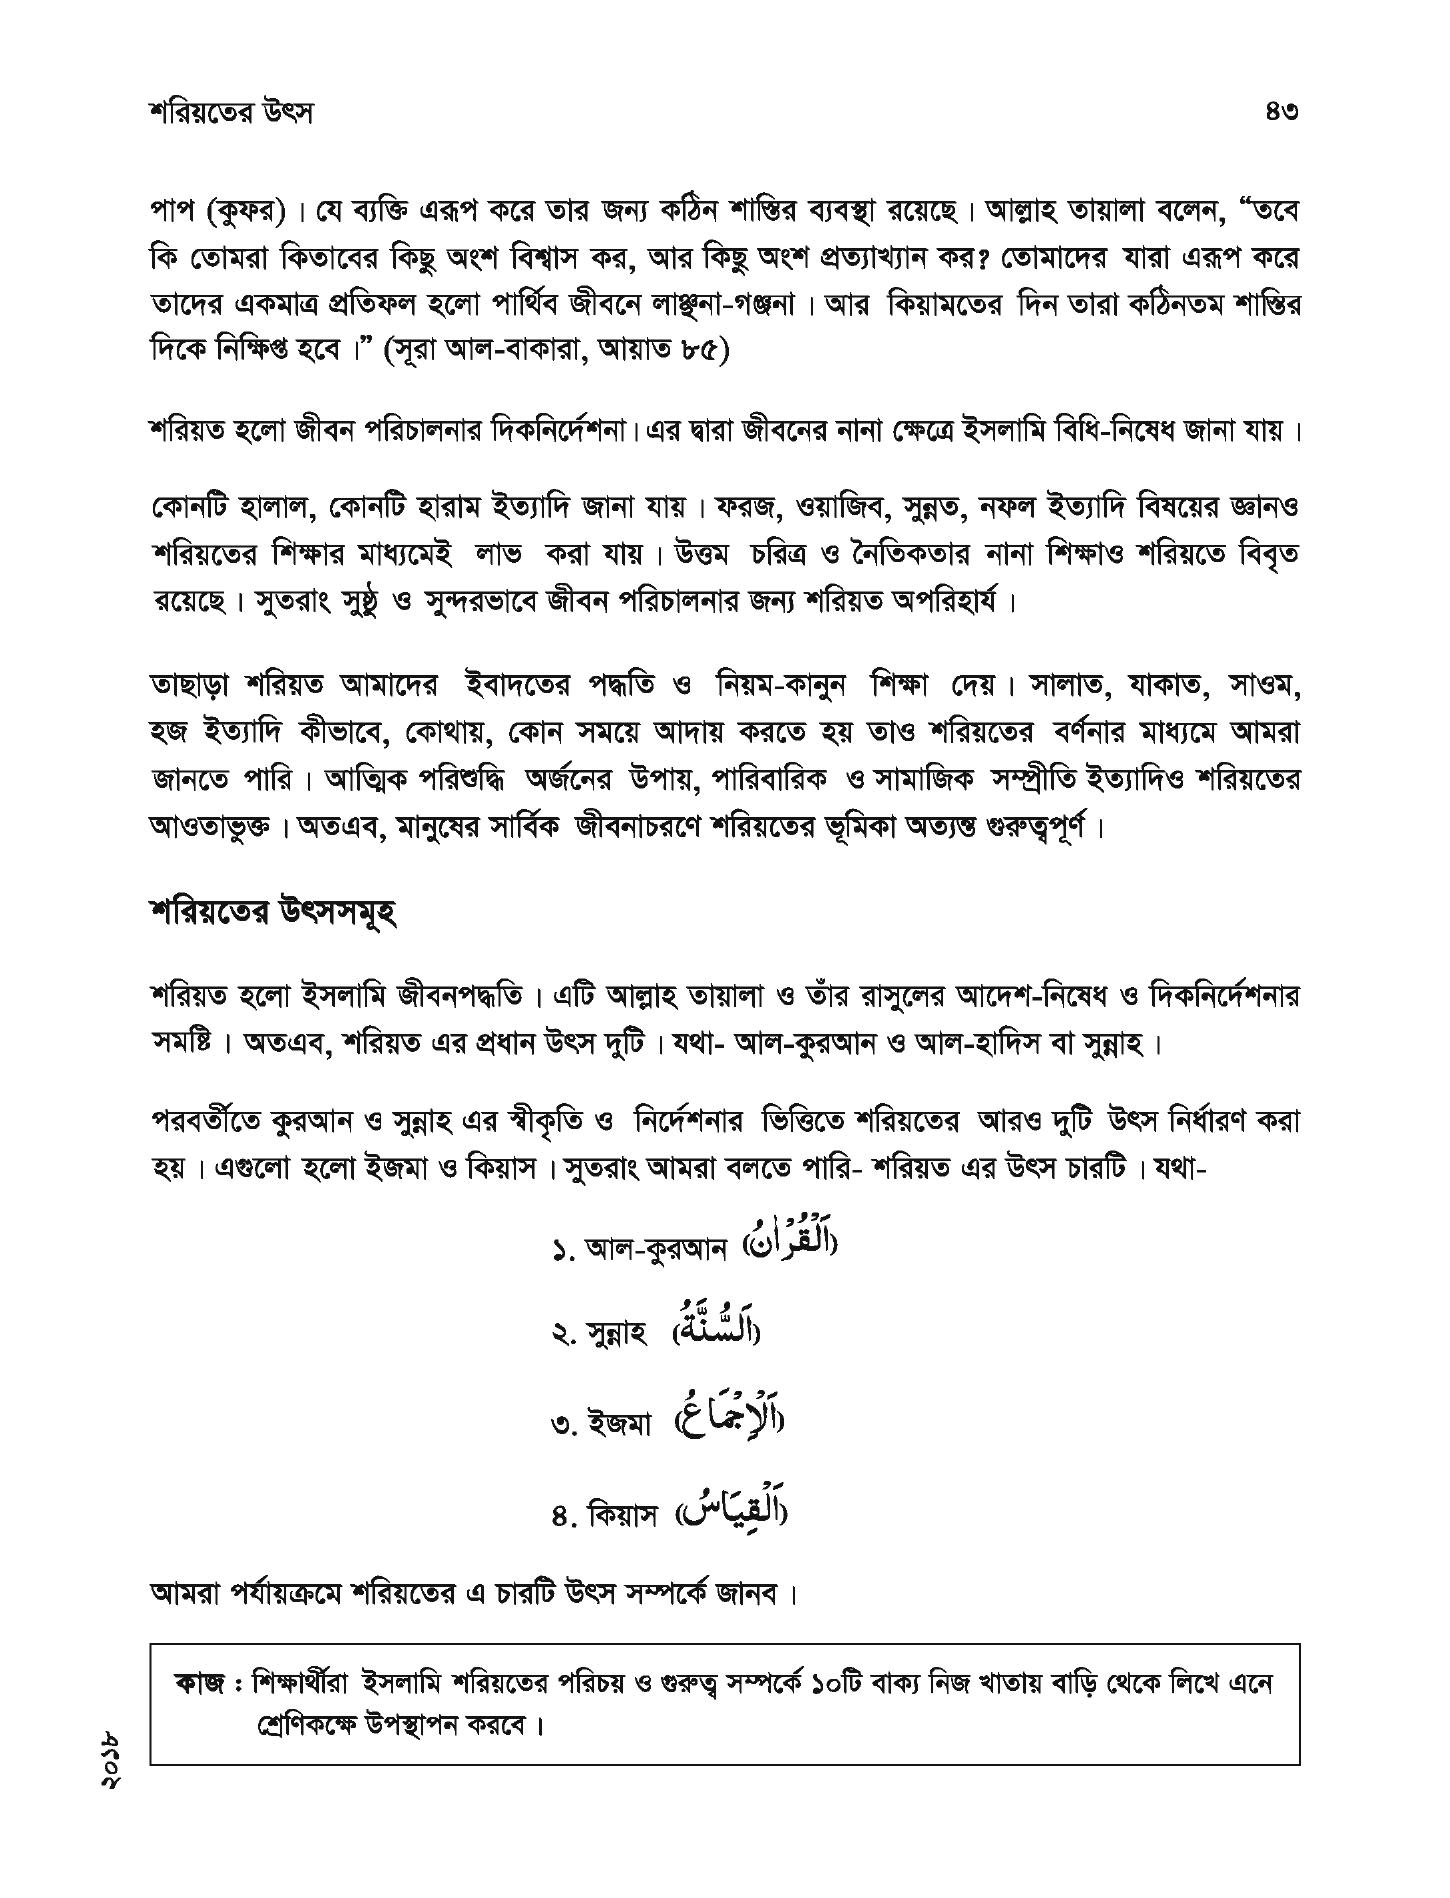 শরিয়তের উৎস ৪৩
পাপ (কুফর)। যে ব্যক্তি এরূপ করে তার জন্য কঠিন শাস্তির ব্যবস্থা রয়েছে। আল্লাহ তায়ালা বলেন, “তবে
কি তোমরা কিতাবের কিছু অংশ বিশ্বাস কর, আর কিছু অংশ প্রত্যাখ্যান কর? তোমাদের যারা এরূপ করে
তাদের একমাত্র প্রতিফল হলো পার্থিব জীবনে লাঞ্ছনা-গঞ্জনা। আর কিয়ামতের দিন তারা কঠিনতম শাস্তির
দিকে নিক্ষিপ্ত হবে।” (সূরা আল-বাকারা, আয়াত ৮৫)
শরিয়ত হলো জীবন পরিচালনার দিকনির্দেশনা। এর দ্বারা জীবনের নানা ক্ষেত্রে ইসলামি বিধি-নিষেধ জানা যায়।
কোনটি হালাল, কোনটি হারাম ইত্যাদি জানা যায়। ফরজ, ওয়াজিব, সুন্নত, নফল ইত্যাদি বিষয়ের জ্ঞানও
শরিয়তের শিক্ষার মাধ্যমেই লাভ করা যায়। উত্তম চরিত্র ও নৈতিকতার নানা শিক্ষাও শরিয়তে বিবৃত
রয়েছে। সুতরাং সুষ্ঠু ও সুন্দরভাবে জীবন পরিচালনার জন্য শরিয়ত অপরিহার্য।
তাছাড়া শরিয়ত আমাদের ইবাদতের পদ্ধতি ও নিয়ম-কানুন শিক্ষা দেয়। সালাত, যাকাত, সাওম,
হজ ইত্যাদি কীভাবে, কোথায়, কোন সময়ে আদায় করতে হয় তাও শরিয়তের বর্ণনার মাধ্যমে আমরা
জানতে পারি। আত্মিক পরিশুদ্ধি অর্জনের উপায়, পারিবারিক ও সামাজিক সম্প্রীতি ইত্যাদিও শরিয়তের
আওতাভুক্ত। অতএব, মানুষের সার্বিক জীবনাচরণে শরিয়তের ভূমিকা অত্যন্ত গুরুত্বপূর্ণ।
শরিয়তের উৎসসমূহ
শরিয়ত হলো ইসলামি জীবনপদ্ধতি। এটি আল্লাহ তায়ালা ও তাঁর রাসুলের আদেশ-নিষেধ ও দিকনির্দেশনার
সমষ্টি। অতএব, শরিয়ত এর প্রধান উৎস দুটি। যথা- আল-কুরআন ও আল-হাদিস বা সুন্নাহ।
পরবর্তীতে কুরআন ও সুন্নাহ এর স্বীকৃতি ও নির্দেশনার ভিত্তিতে শরিয়তের আরও দুটি উৎস নির্ধারণ করা
হয়। এগুলো হলো ইজমা ও কিয়াস। সুতরাং আমরা বলতে পারি- শরিয়ত এর উৎস চারটি। যথা-
১. আল-কুরআন (اَلْقُرْاٰنُ)
২. সুন্নাহ (اَلسُّنَّةُ)
৩. ইজমা (اَلْاِجْمَاعُ)
৪. কিয়াস (اَلْقِيَاسُ)
আমরা পর্যায়ক্রমে শরিয়তের এ চারটি উৎস সম্পর্কে জানব।
কাজ : শিক্ষার্থীরা ইসলামি শরিয়তের পরিচয় ও গুরুত্ব সম্পর্কে ১০টি বাক্য নিজ খাতায় বাড়ি থেকে লিখে এনে
শ্রেণিকক্ষে উপস্থাপন করবে।
২০১৮